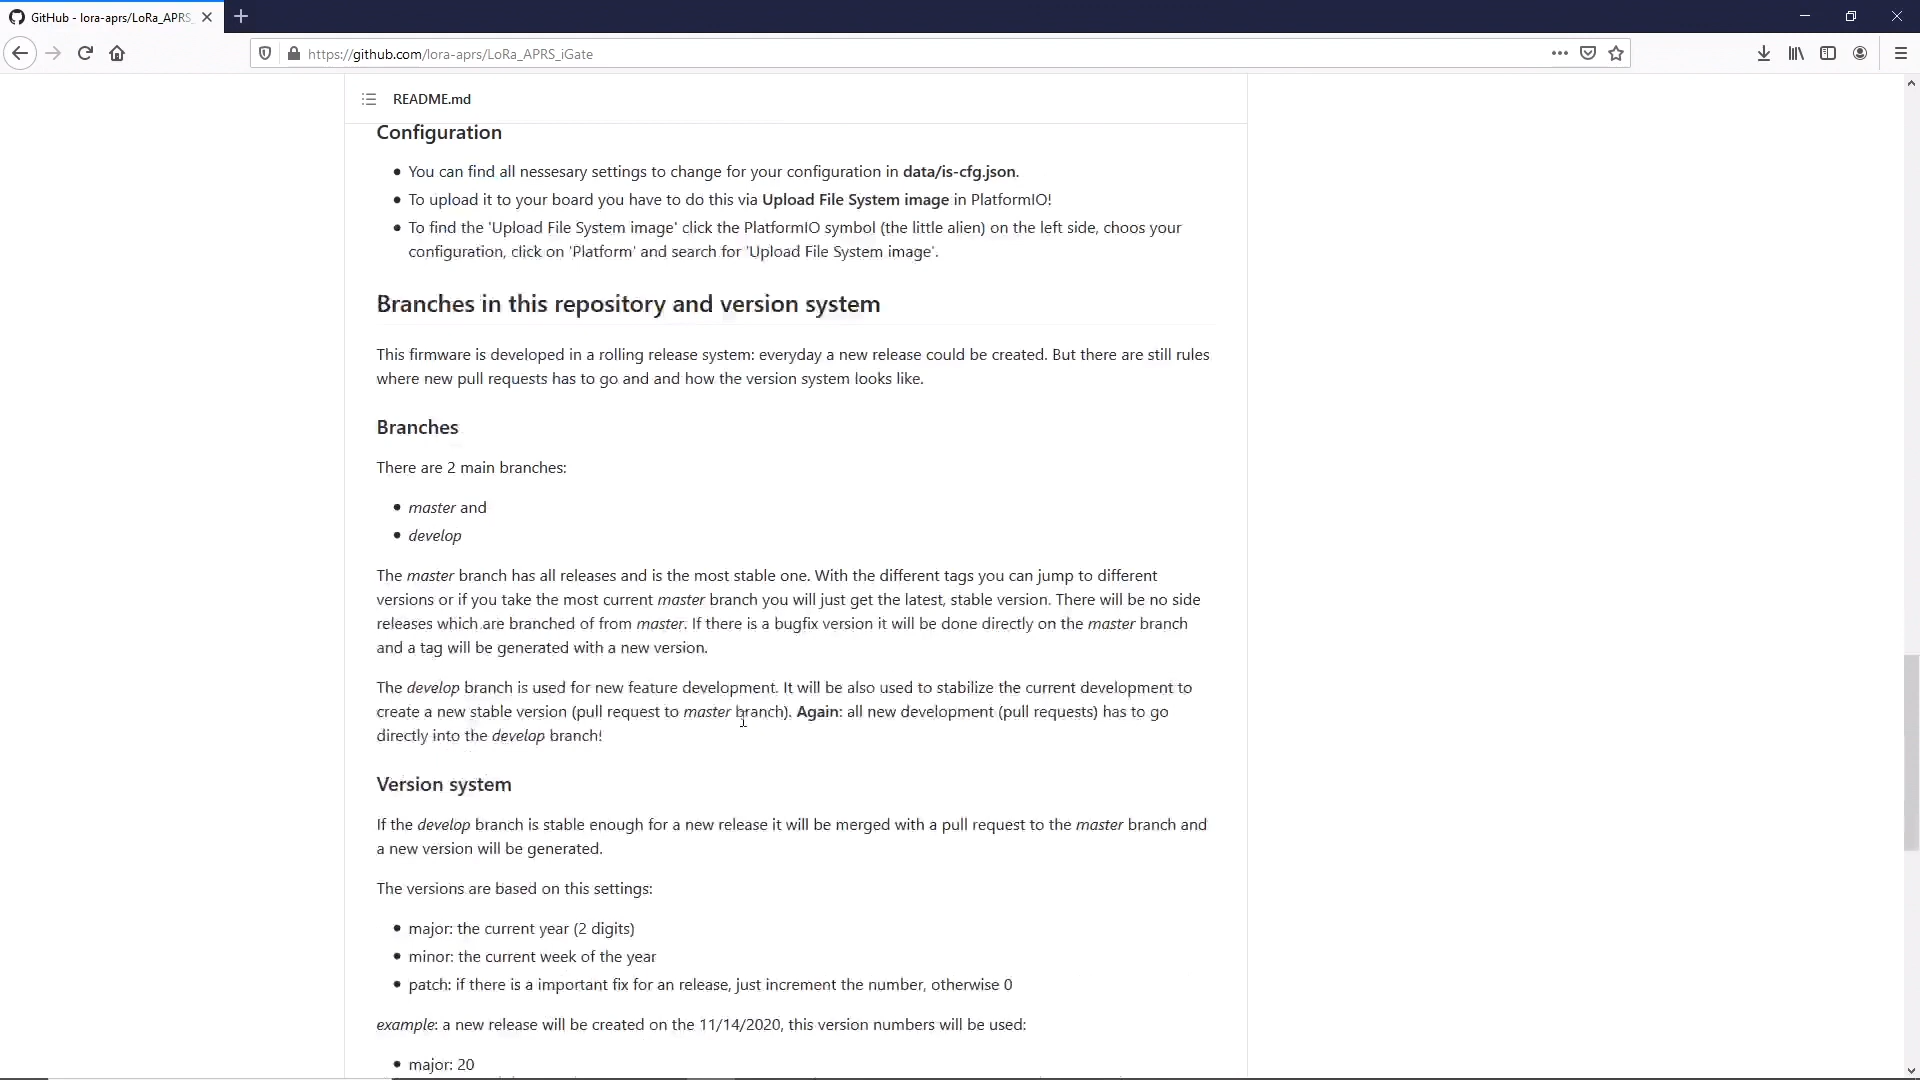 GitHub - lora-aprs/LoRa_APRS_
https://github.com/lora-aprs/LoRa_APRS_iGate
README.md
Configuration
You can find all nessesary settings to change for your configuration in data/is-cfg.json.
To upload it to your board you have to do this via Upload File System image in PlatformIO!
To find the 'Upload File System image' click the PlatformIO symbol (the little alien) on the left side, choos your
configuration, click on 'Platform' and search for 'Upload File System image'.
Branches in this repository and version system
This firmware is developed in a rolling release system: everyday a new release could be created. But there are still rules
where new pull requests has to go and and how the version system looks like.
Branches
There are 2 main branches:
master and
develop
The master branch has all releases and is the most stable one. With the different tags you can jump to different
versions or if you take the most current master branch you will just get the latest, stable version. There will be no side
releases which are branched of from master. If there is a bugfix version it will be done directly on the master branch
and a tag will be generated with a new version.
The develop branch is used for new feature development. It will be also used to stabilize the current development to
create a new stable version (pull request to master branch). Again: all new development (pull requests) has to go
directly into the develop branch!
Version system
If the develop branch is stable enough for a new release it will be merged with a pull request to the master branch and
a new version will be generated.
The versions are based on this settings:
major: the current year (2 digits)
minor: the current week of the year
patch: if there is a important fix for an release, just increment the number, otherwise 0
example: a new release will be created on the 11/14/2020, this version numbers will be used:
major: 20